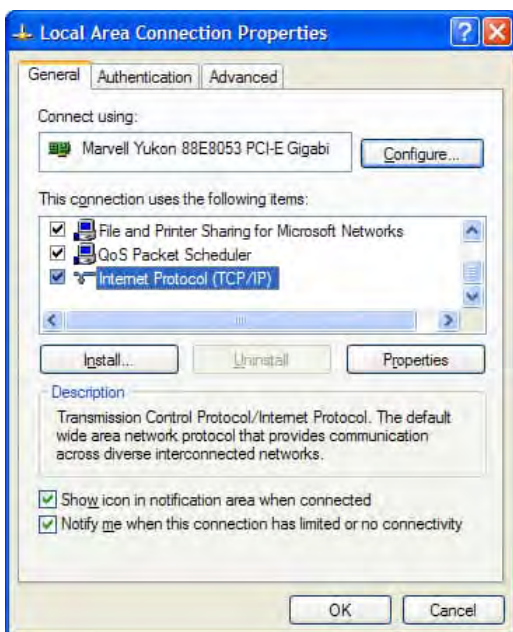 Local Area Connection Properties
General Authentication Advanced
Connect using:
Marvell Yukon 88E8053 PCI-E Gigabi
Configure...
This connection uses the following items:
File and Printer Sharing for Microsoft Networks
QoS Packet Scheduler
Internet Protocol (TCP/IP)
Install... Uninstall Properties
Description
Transmission Control Protocol/Internet Protocol. The default
wide area network protocol that provides communication
across diverse interconnected networks.
Show icon in notification area when connected
Notify me when this connection has limited or no connectivity
OK Cancel